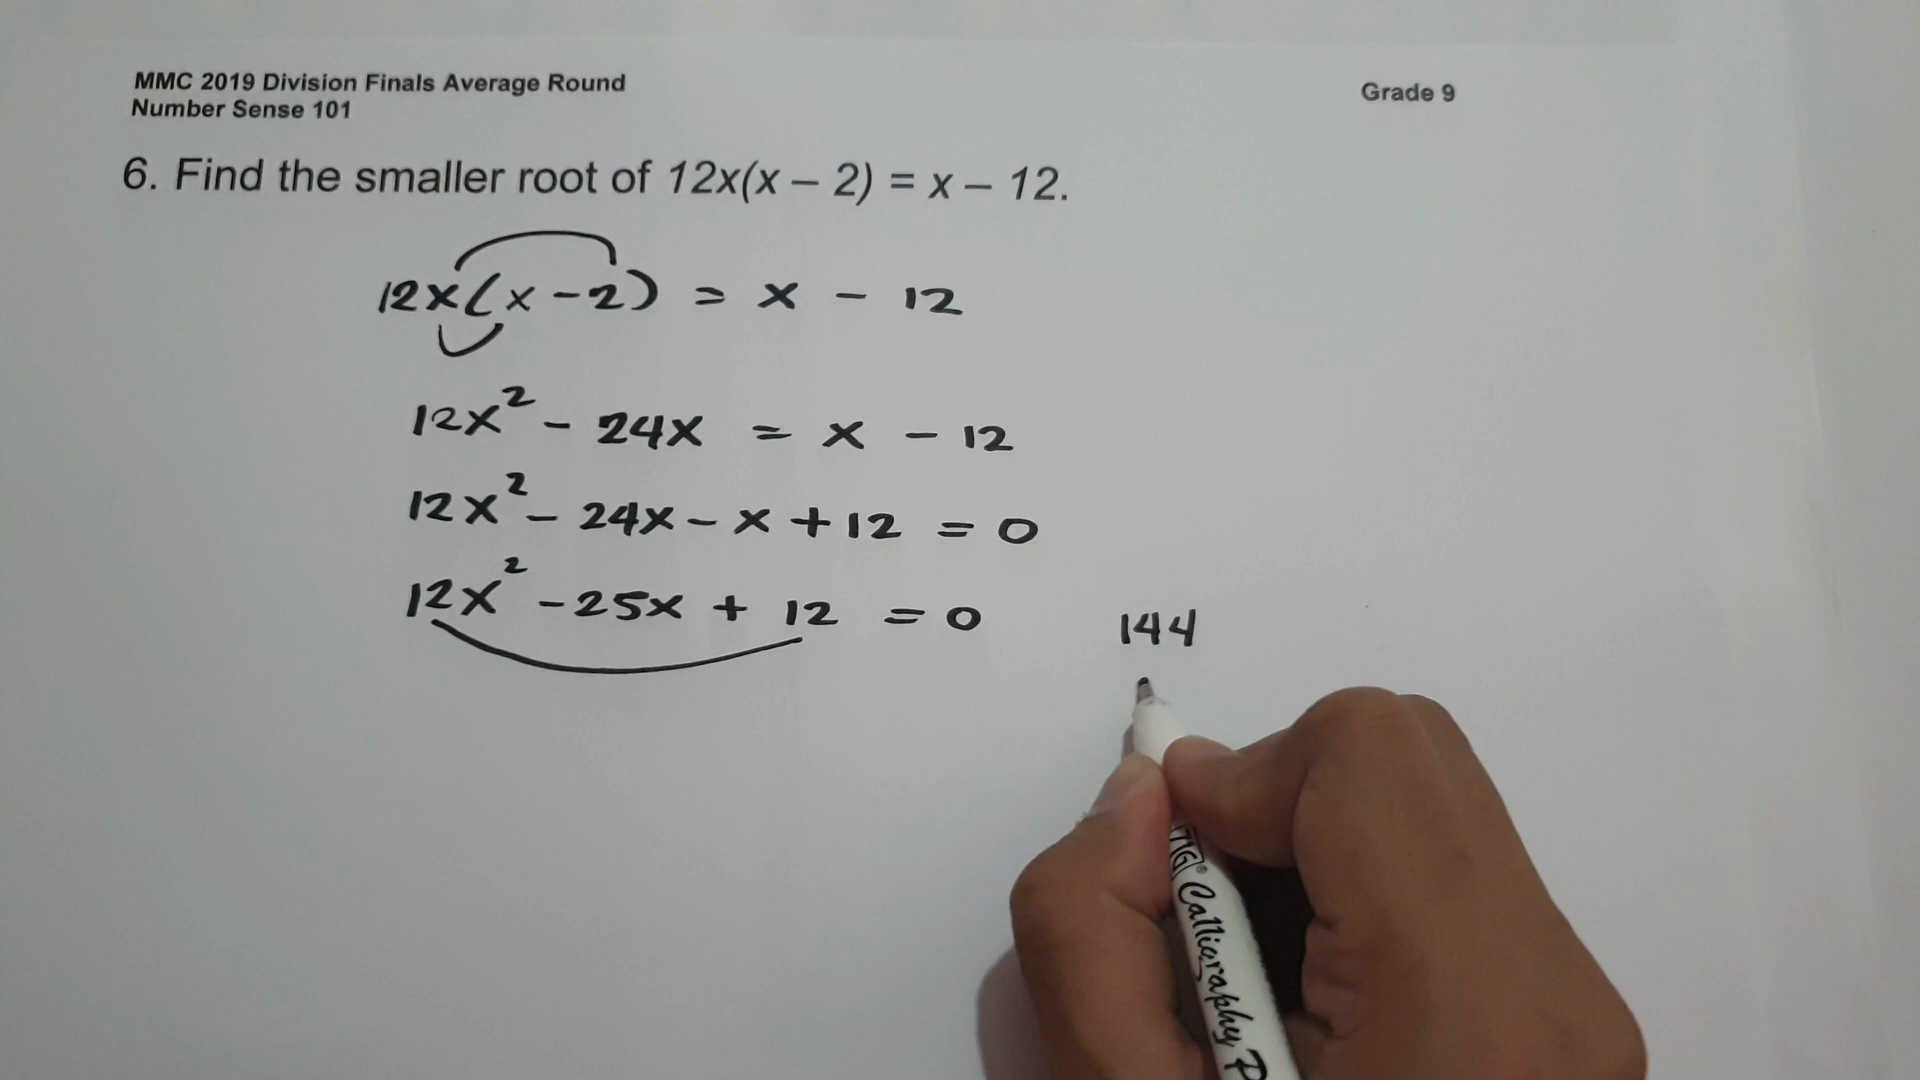 MMC 2019 Division Finals Average Round
Grade 9
Number Sense 101
6. Find the smaller root of 12x(x – 2) = x – 12.
12x(x - 2) = x - 12
12x² - 24x = x - 12
12x² - 24x - x + 12 = 0
12x² - 25x + 12 = 0
144
Calligraphy P